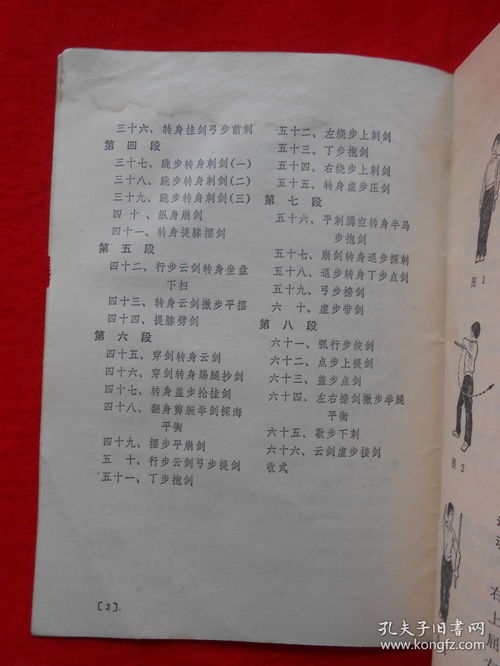 三十六、转身挂剑弓步前刺
第四段
三十七、跳步转身刺剑(一)
三十八、跳步转身刺剑(二)
三十九、跳步转身刺剑(三)
四十、纵身崩剑
四十一、转身提膝摆剑
第五段
四十二、行步云剑转身坐盘
下扫
四十三、转身云剑撤步平摆
四十四、提膝劈剑
第六段
四十五、穿剑转身云剑
四十六、穿剑转身踢腿抄剑
四十七、转身盖步抡挂剑
四十八、翻身剪腕举剑探海
平衡
四十九、摆步平崩剑
五十、行步云剑弓步提剑
五十一、丁步抱剑
五十二、左绕步上刺剑
五十三、丁步抱剑
五十四、右绕步上刺剑
五十五、转身虚步压剑
第七段
五十六、平刺腾空转身半马
步抱剑
五十七、崩剑转身退步探刺
五十八、退步转身丁步点剑
五十九、弓步撩剑
六十、虚步带剑
第八段
六十一、弧行步绞剑
六十二、点步上提剑
六十三、盖步点剑
六十四、左右撩剑撤步举腿
平衡
六十五、歇步下刺
六十六、云剑虚步接剑
收式
[2]
图1
图2
右
上
屈
孔夫子旧书网
www.kongfz.com